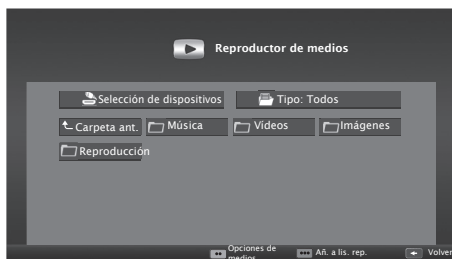 Reproductor de medios
Selección de dispositivos
Tipo: Todos
Carpeta ant.
Música
Vídeos
Imágenes
Reproducción
Opciones de
medios
Añ. a lis. rep.
Volver